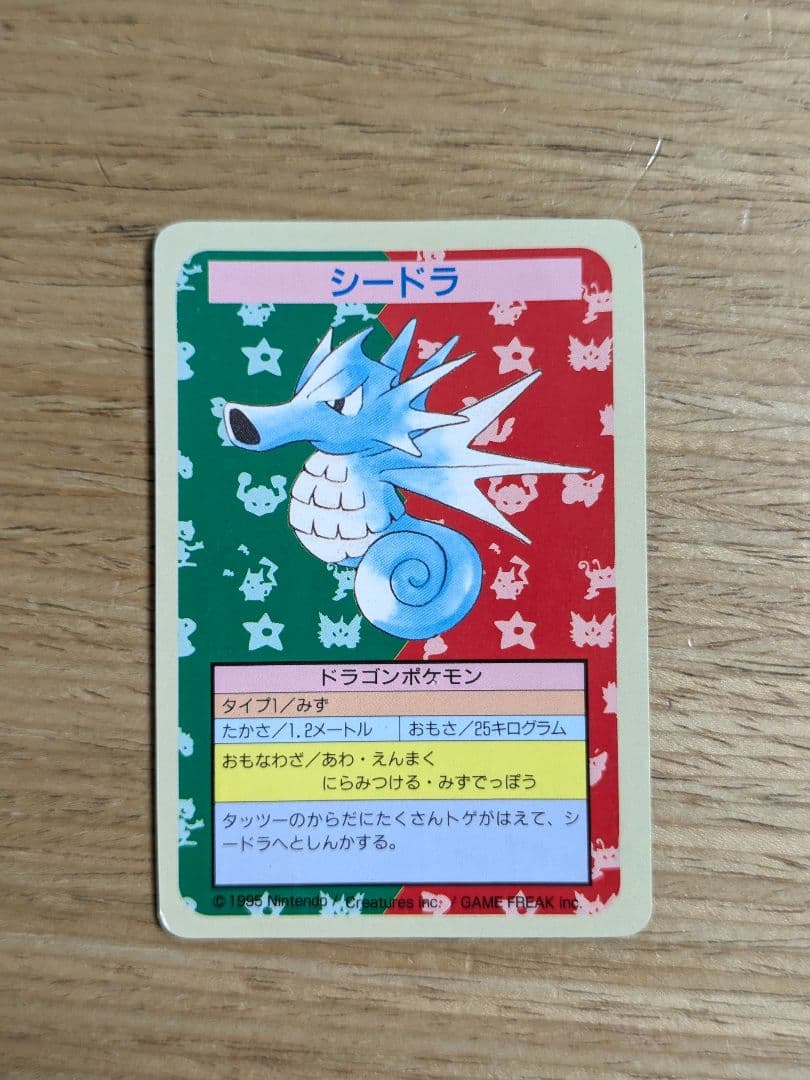 シードラ
ドラゴンポケモン
タイプ1/みず
たかさ/1.2メートル おもさ/25キログラム
おもなわざ/あわ・えんまく
にらみつける・みずでっぽう
タッツーのからだにたくさんトゲがはえて、シ
ードラへとしんかする。
©1995 Nintendo / Creatures inc. / GAME FREAK inc.